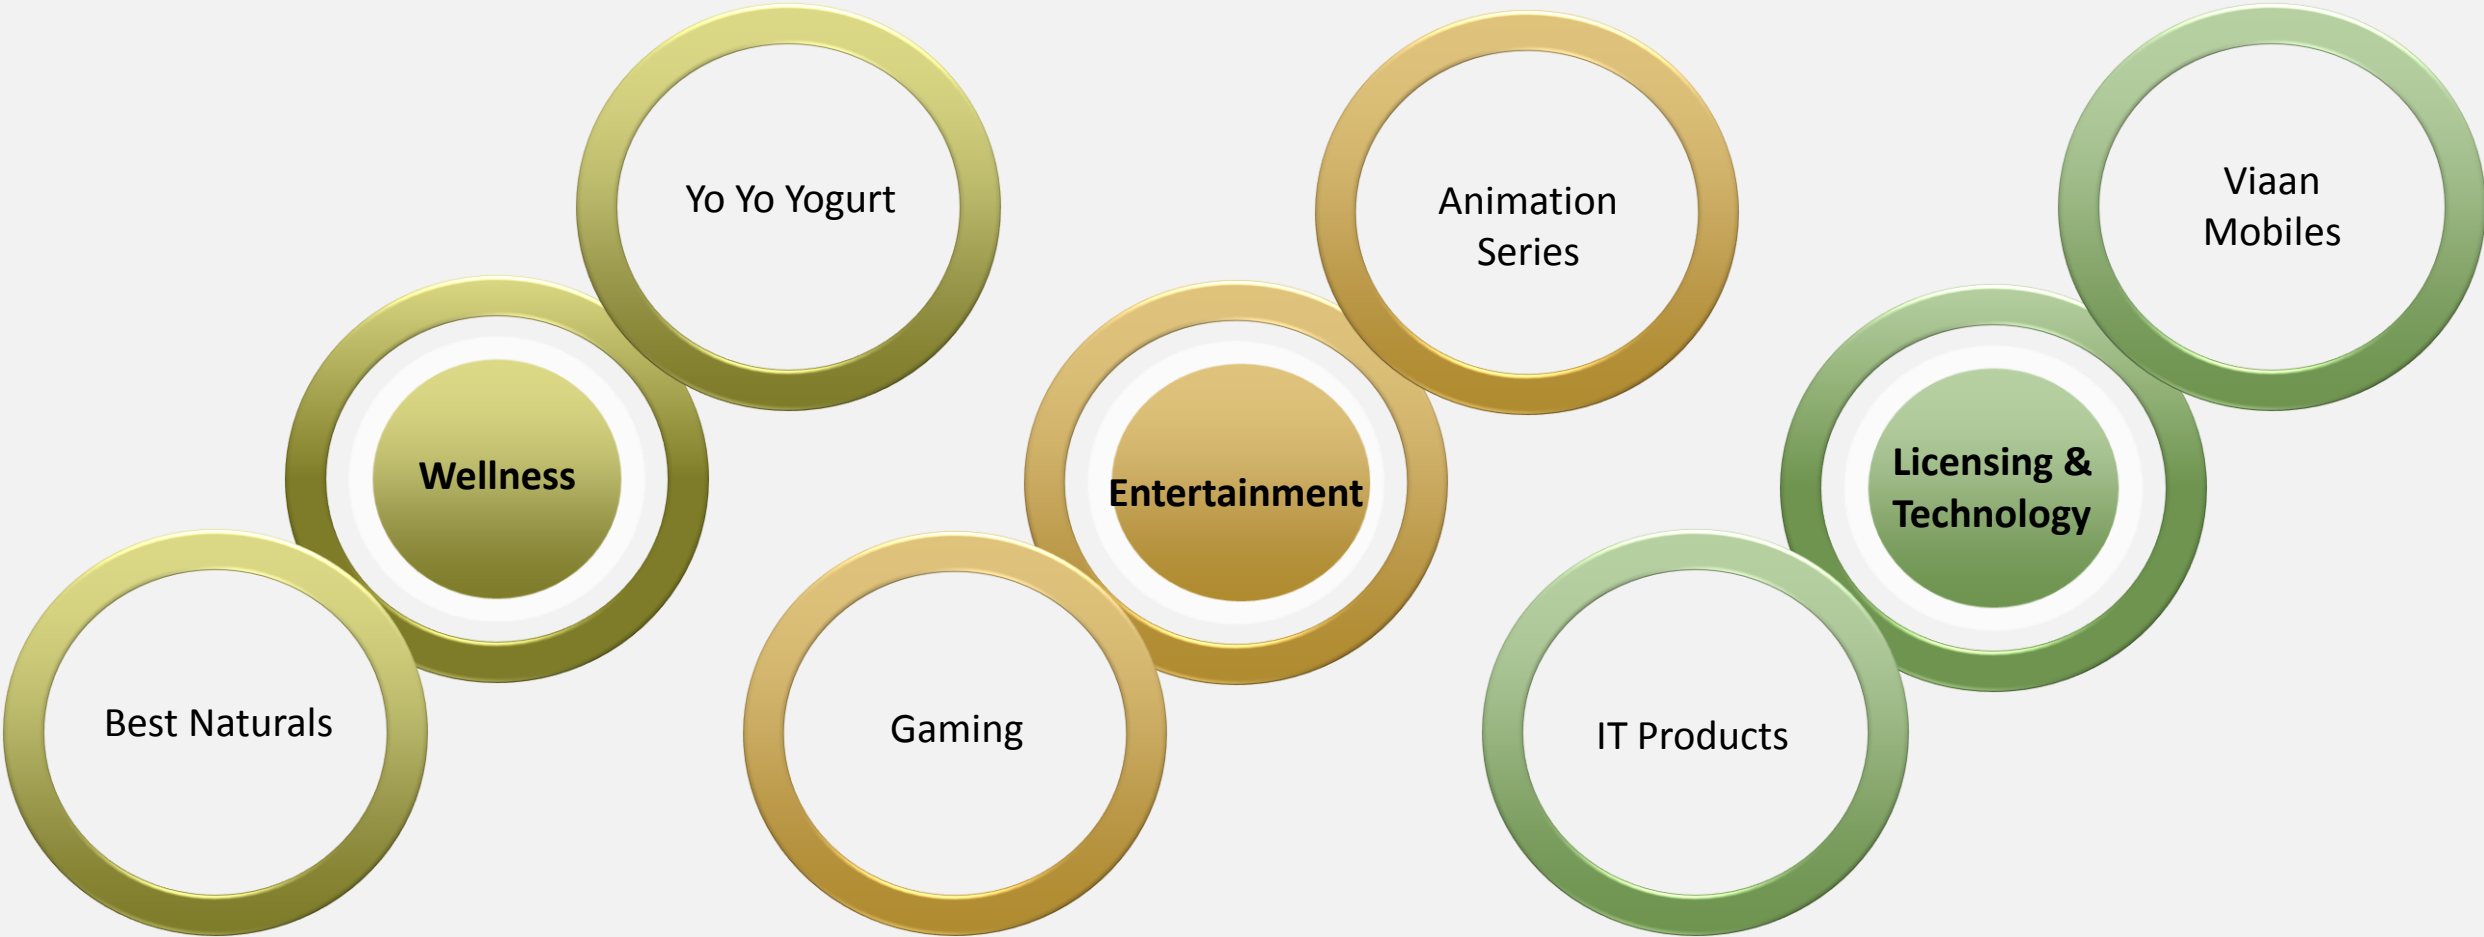 Yo Yo Yogurt
Wellness
Best Naturals
Animation
Series
Entertainment
Gaming
Viaan
Mobiles
Licensing &
Technology
IT Products